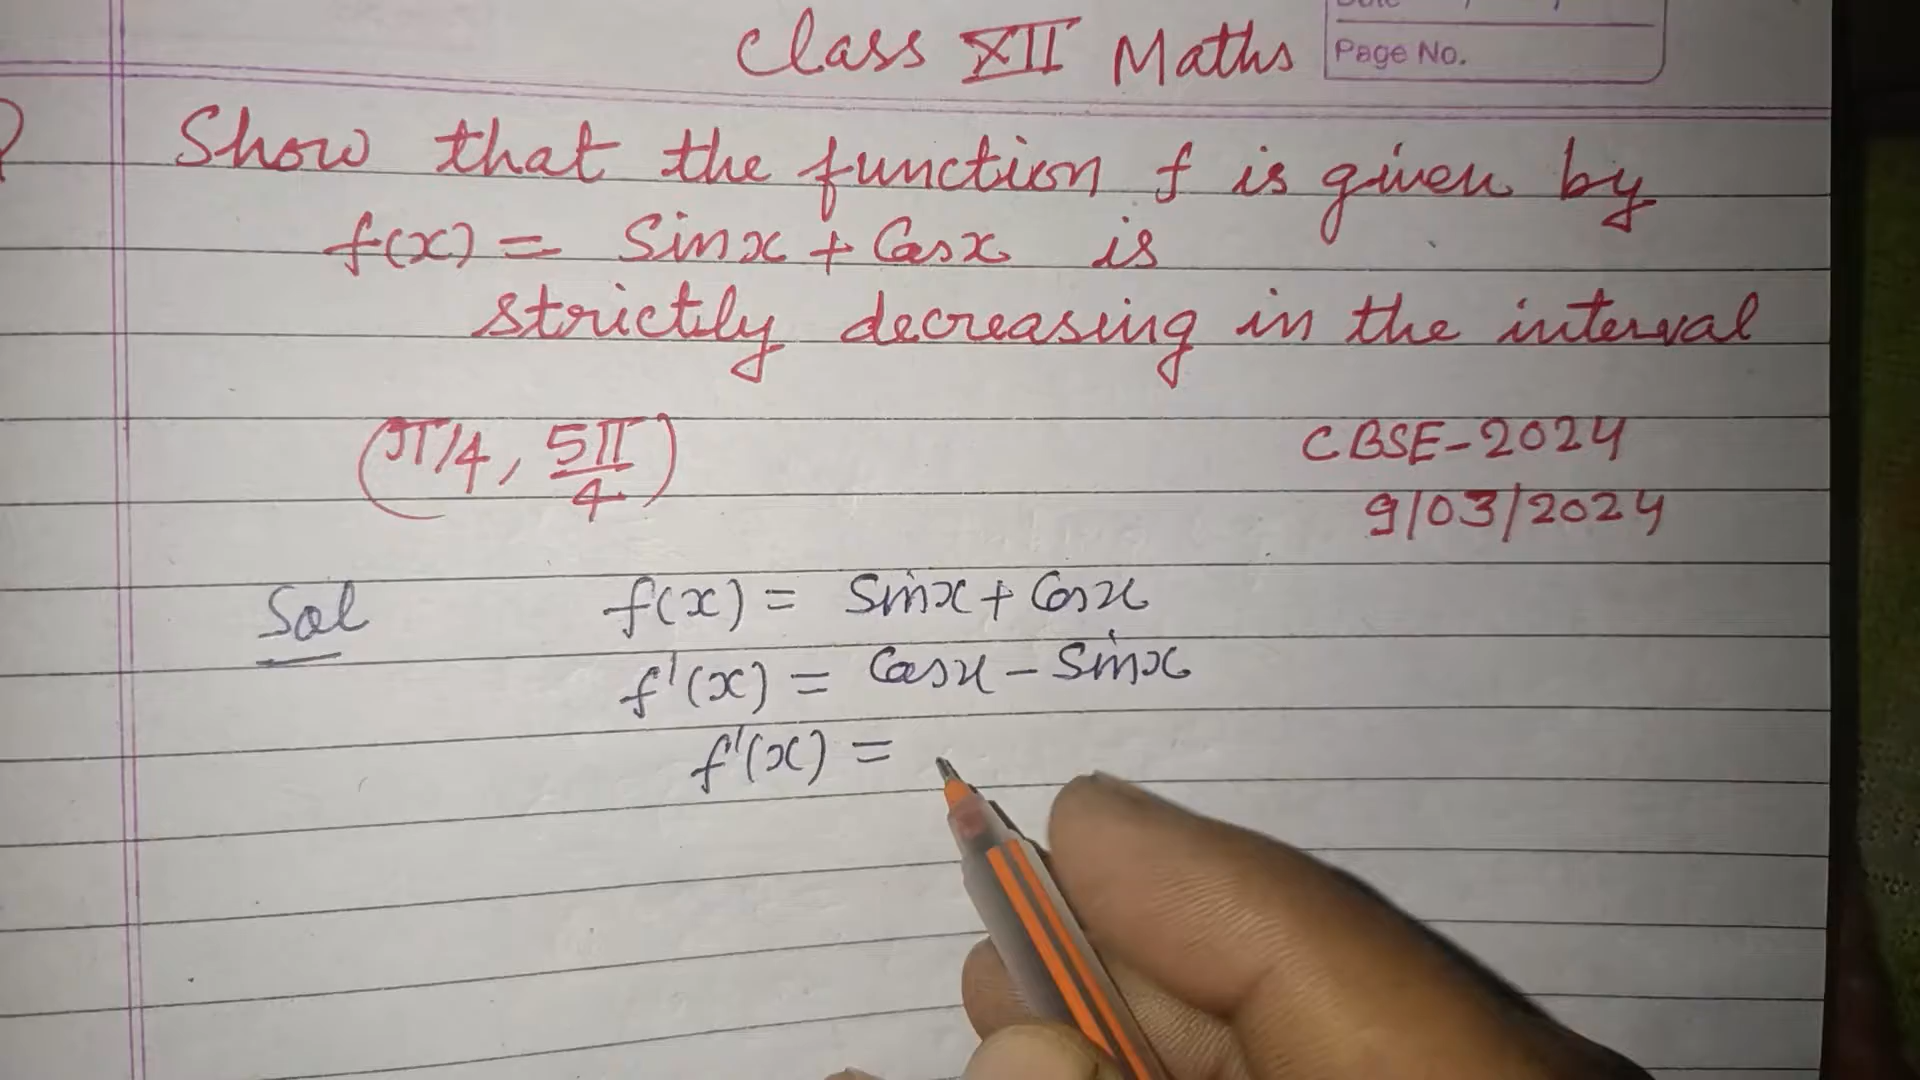 Class XII Maths
Page No.
Show that the function f is given by
f(x) = Sinx + Cosx is
strictly decreasing in the interval
(π/4, 5π/4)
CBSE-2024
9/03/2024
Sol f(x) = Sinx + Cosx
f'(x) = Cosx - Sinx
f'(x) =